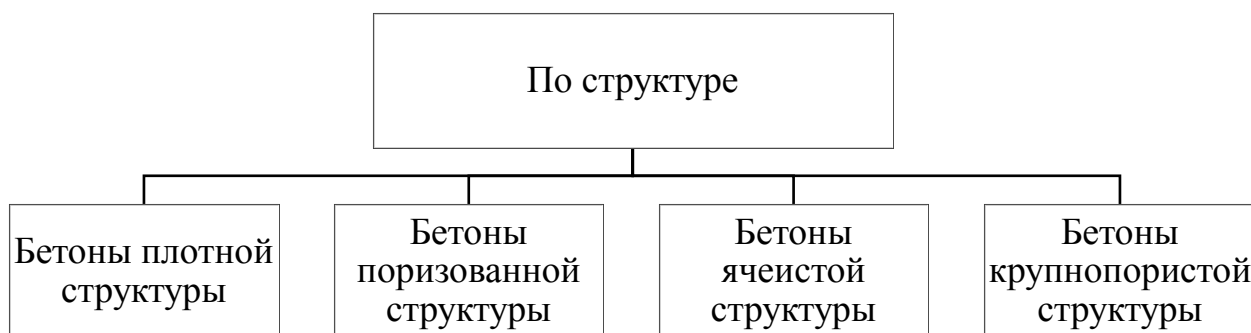 По структуре
Бетоны плотной
структуры
Бетоны
поризованной
структуры
Бетоны
ячеистой
структуры
Бетоны
крупнопористой
структуры